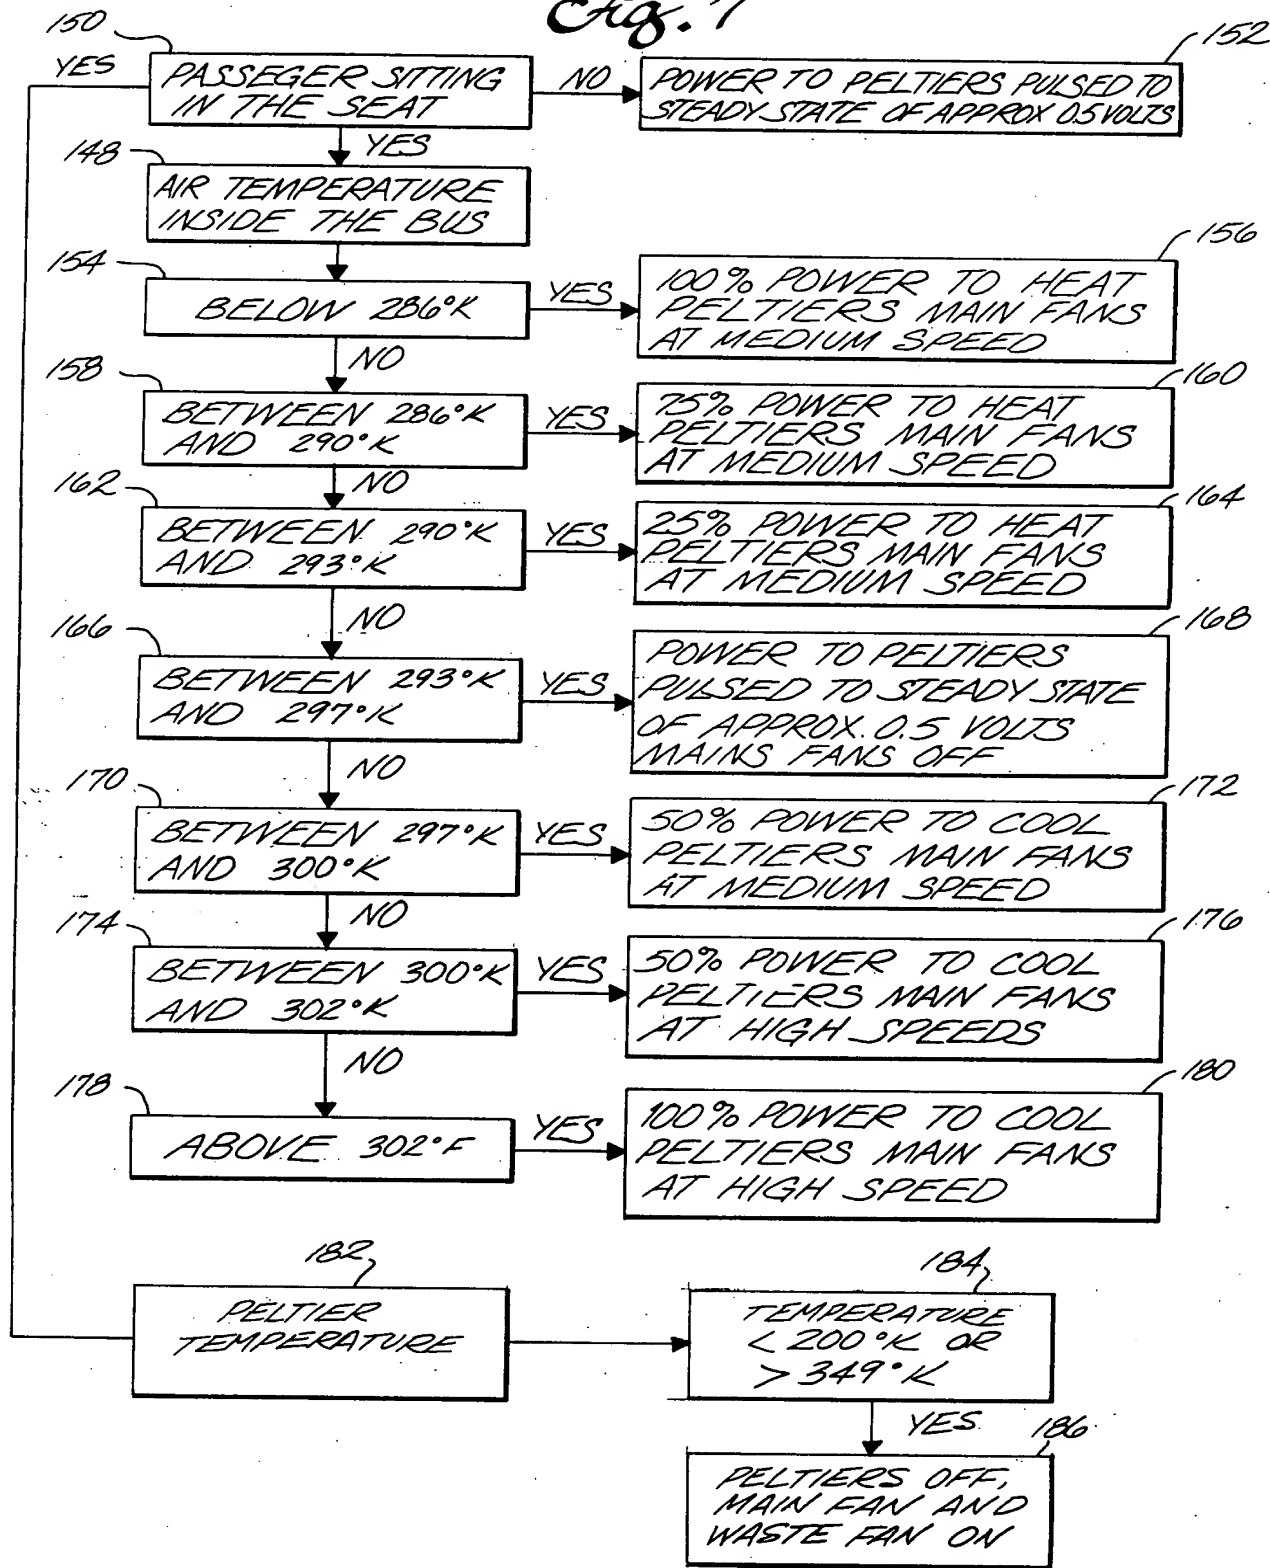 Fig. 7
150
152
YES
PASSEGER SITTING
IN THE SEAT
NO
POWER TO PELTIERS PULSED TO
STEADY STATE OF APPROX 0.5 VOLTS
YES
148
AIR TEMPERATURE
INSIDE THE BUS
154
156
BELOW 286°K
YES
100% POWER TO HEAT
PELTIERS MAIN FANS
AT MEDIUM SPEED
NO
158
160
BETWEEN 286°K
AND 290°K
YES
75% POWER TO HEAT
PELTIERS MAIN FANS
AT MEDIUM SPEED
NO
162
164
BETWEEN 290°K
AND 293°K
YES
25% POWER TO HEAT
PELTIERS MAIN FANS
AT MEDIUM SPEED
NO
166
168
BETWEEN 293°K
AND 297°K
YES
POWER TO PELTIERS
PULSED TO STEADY STATE
OF APPROX. 0.5 VOLTS
MAINS FANS OFF
NO
170
172
BETWEEN 297°K
AND 300°K
YES
50% POWER TO COOL
PELTIERS MAIN FANS
AT MEDIUM SPEED
NO
174
176
BETWEEN 300°K
AND 302°K
YES
50% POWER TO COOL
PELTIERS MAIN FANS
AT HIGH SPEEDS
NO
178
180
ABOVE 302°F
YES
100% POWER TO COOL
PELTIERS MAIN FANS
AT HIGH SPEED
182
184
PELTIER
TEMPERATURE
TEMPERATURE
< 200°K OR
> 349°K
YES
186
PELTIERS OFF,
MAIN FAN AND
WASTE FAN ON